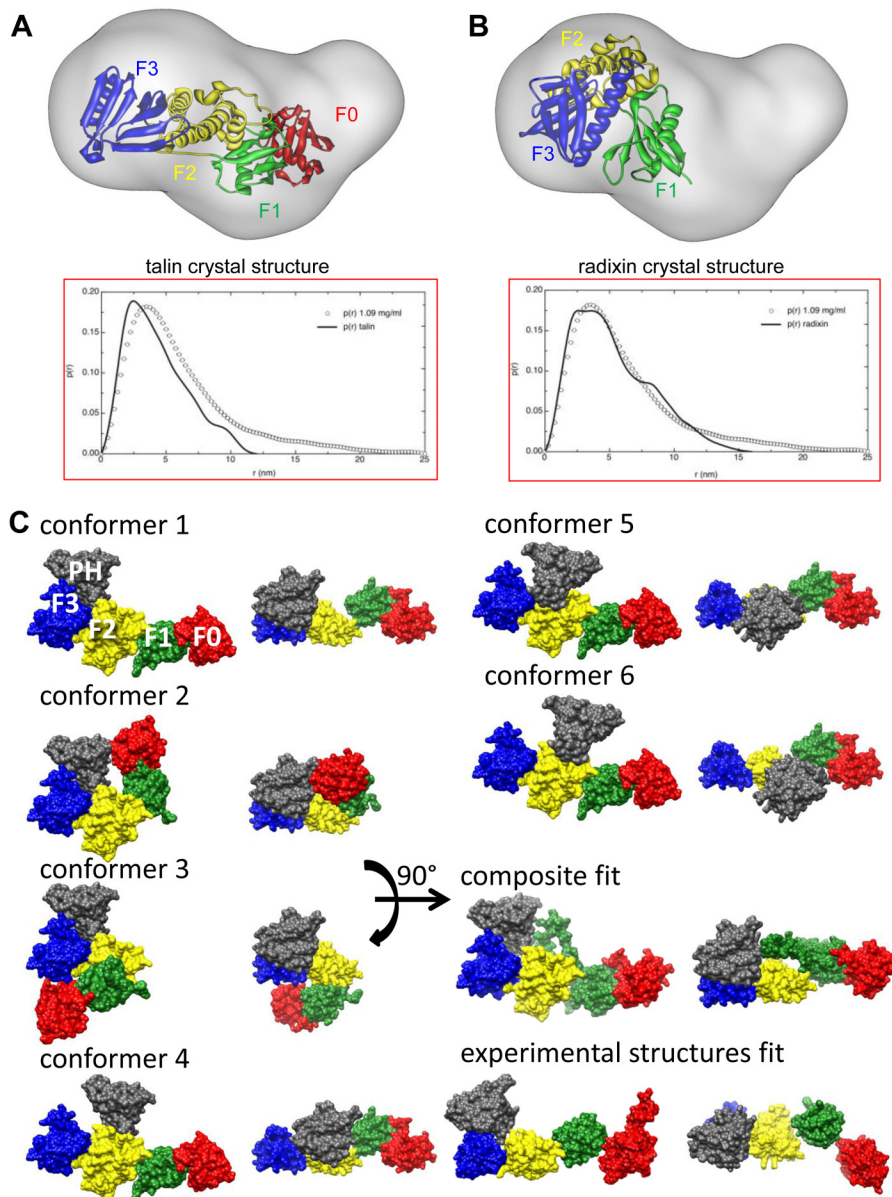 A
F3
F0
F2
F1
talin crystal structure
0.20
0.15
0.10
0.05
0.00
p(r)
0
5
10
15
20
25
r (nm)
p(r) 1.09 mg/ml
p(r) talin
B
F2
F3
F1
radixin crystal structure
0.20
0.15
0.10
0.05
0.00
p(r)
0
5
10
15
20
25
r (nm)
p(r) 1.09 mg/ml
p(r) radixin
C
conformer 1
PH
F3
F2
F1
F0
conformer 2
conformer 3
conformer 4
conformer 5
conformer 6
90°
composite fit
experimental structures fit